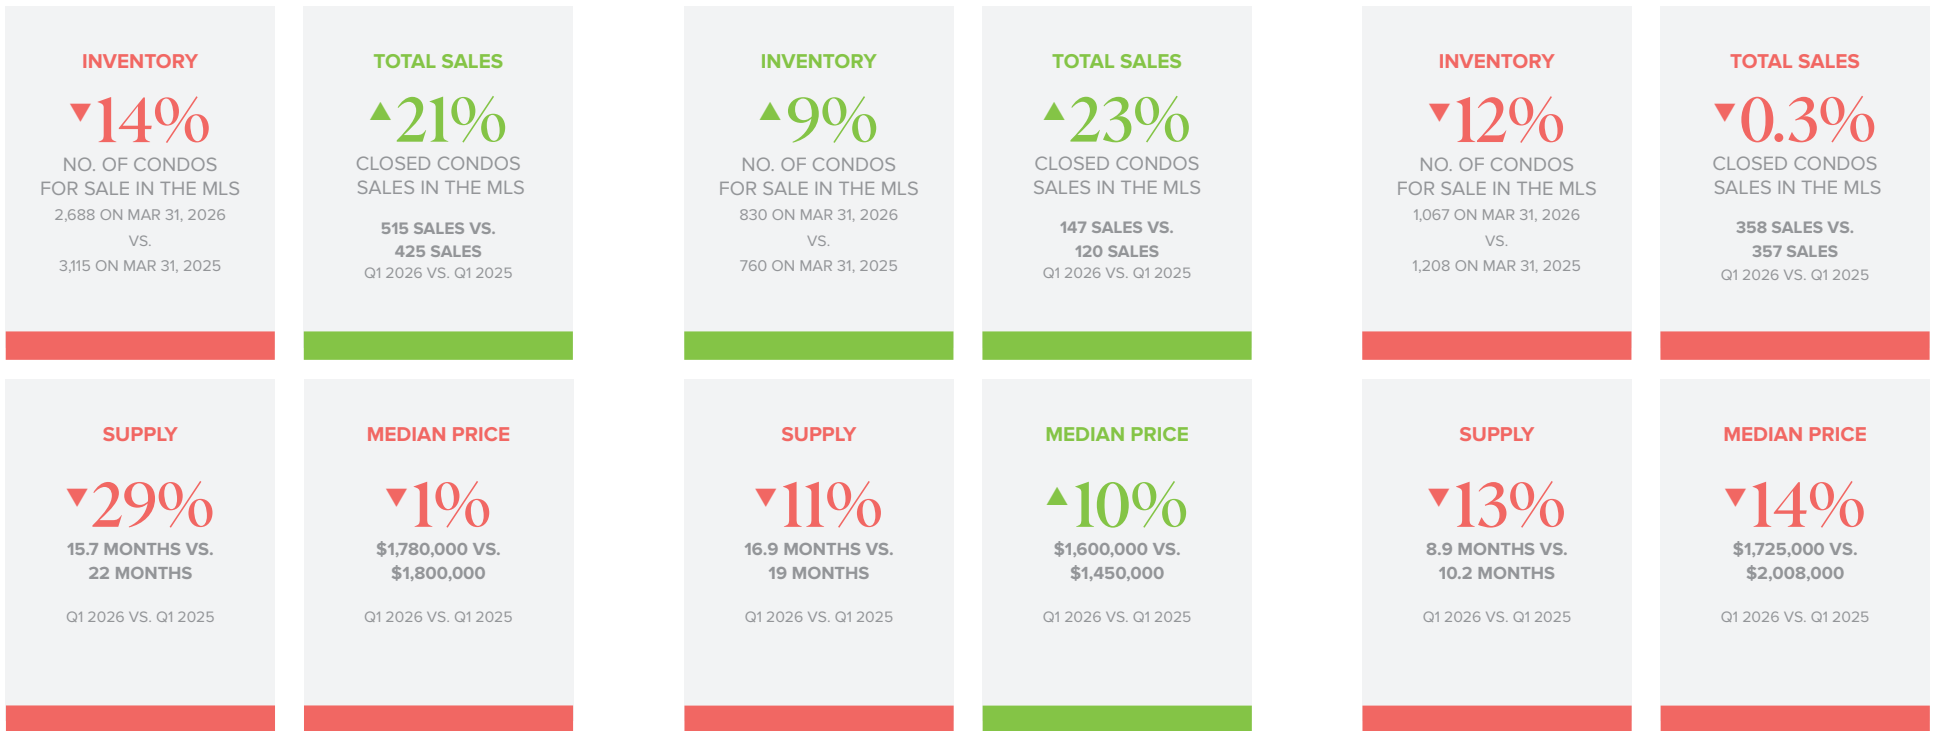 INVENTORY
▼14%
NO. OF CONDOS
FOR SALE IN THE MLS
2,688 ON MAR 31, 2026
VS.
3,115 ON MAR 31, 2025
TOTAL SALES
▲21%
CLOSED CONDOS
SALES IN THE MLS
515 SALES VS.
425 SALES
Q1 2026 VS. Q1 2025
SUPPLY
▼29%
15.7 MONTHS VS.
22 MONTHS
Q1 2026 VS. Q1 2025
MEDIAN PRICE
▼1%
$1,780,000 VS.
$1,800,000
Q1 2026 VS. Q1 2025
INVENTORY
▲9%
NO. OF CONDOS
FOR SALE IN THE MLS
830 ON MAR 31, 2026
VS.
760 ON MAR 31, 2025
TOTAL SALES
▲23%
CLOSED CONDOS
SALES IN THE MLS
147 SALES VS.
120 SALES
Q1 2026 VS. Q1 2025
SUPPLY
▼11%
16.9 MONTHS VS.
19 MONTHS
Q1 2026 VS. Q1 2025
MEDIAN PRICE
▲10%
$1,600,000 VS.
$1,450,000
Q1 2026 VS. Q1 2025
INVENTORY
▼12%
NO. OF CONDOS
FOR SALE IN THE MLS
1,067 ON MAR 31, 2026
VS.
1,208 ON MAR 31, 2025
TOTAL SALES
▼0.3%
CLOSED CONDOS
SALES IN THE MLS
358 SALES VS.
357 SALES
Q1 2026 VS. Q1 2025
SUPPLY
▼13%
8.9 MONTHS VS.
10.2 MONTHS
Q1 2026 VS. Q1 2025
MEDIAN PRICE
▼14%
$1,725,000 VS.
$2,008,000
Q1 2026 VS. Q1 2025